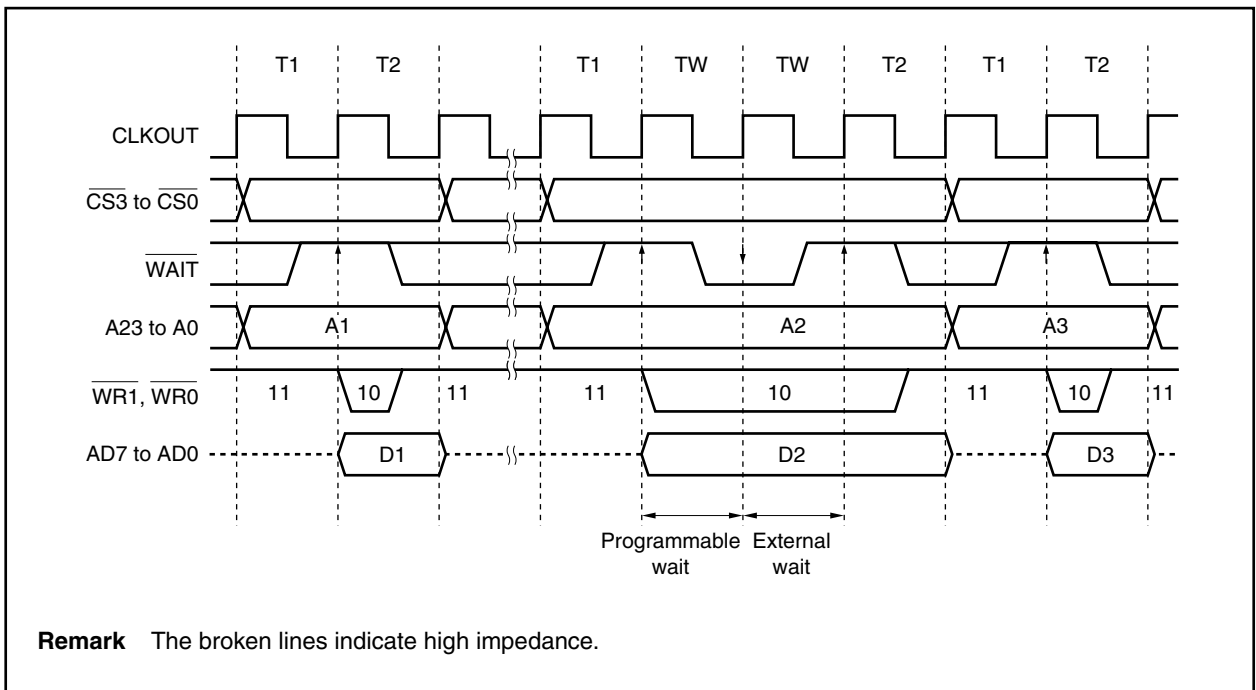 T1 T2 T1 TW TW T2 T1 T2
CLKOUT
CS3 to CS0
WAIT
A23 to A0 A1 A2 A3
WR1, WR0 11 10 11 11 10 11 10 11
AD7 to AD0 D1 D2 D3
Programmable wait
External wait
Remark The broken lines indicate high impedance.